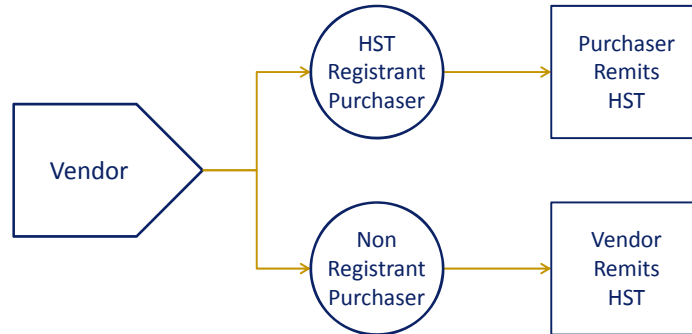 Vendor
HST
Registrant
Purchaser
Purchaser
Remits
HST
Non
Registrant
Purchaser
Vendor
Remits
HST